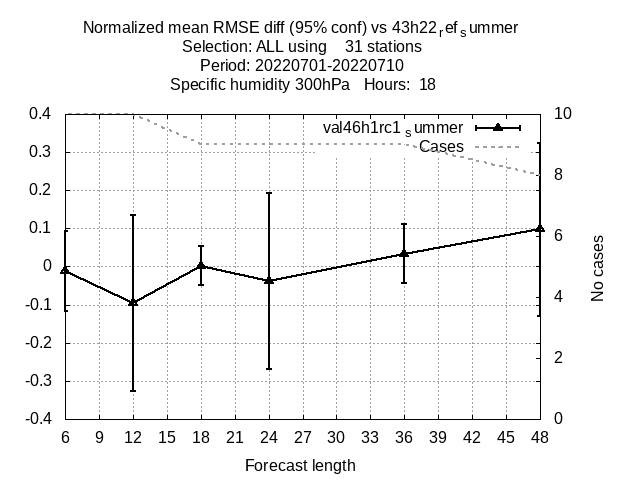 Normalized mean RMSE diff (95% conf) vs 43h22refsummer
Selection: ALL using 31 stations
Period: 20220701-20220710
Specific humidity 300hPa Hours: 18
val46h1rc1summer
Cases
0.4
0.3
0.2
0.1
0
-0.1
-0.2
-0.3
-0.4
10
8
6
4
2
0
No cases
6 9 12 15 18 21 24 27 30 33 36 39 42 45 48
Forecast length